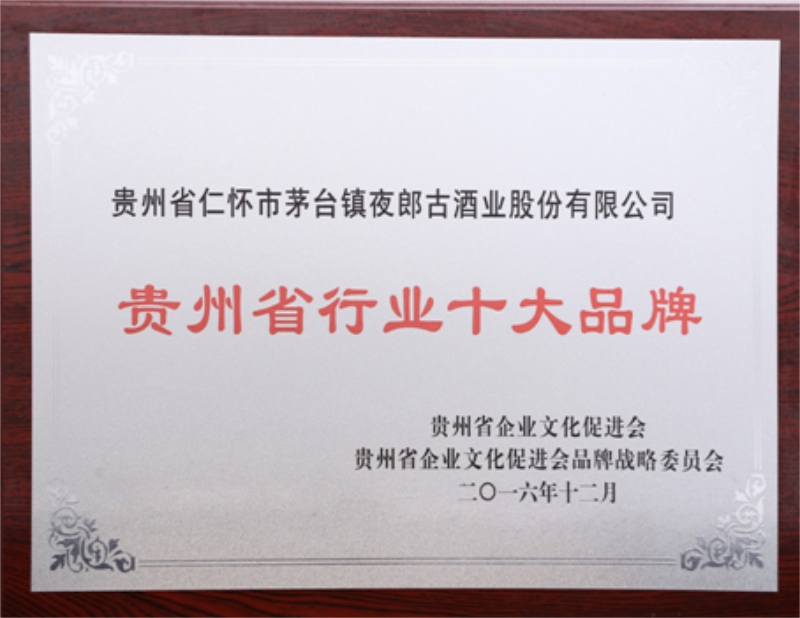 贵州省仁怀市茅台镇夜郎古酒业股份有限公司
贵州省行业十大品牌
贵州省企业文化促进会
贵州省企业文化促进会品牌战略委员会
二〇一六年十二月